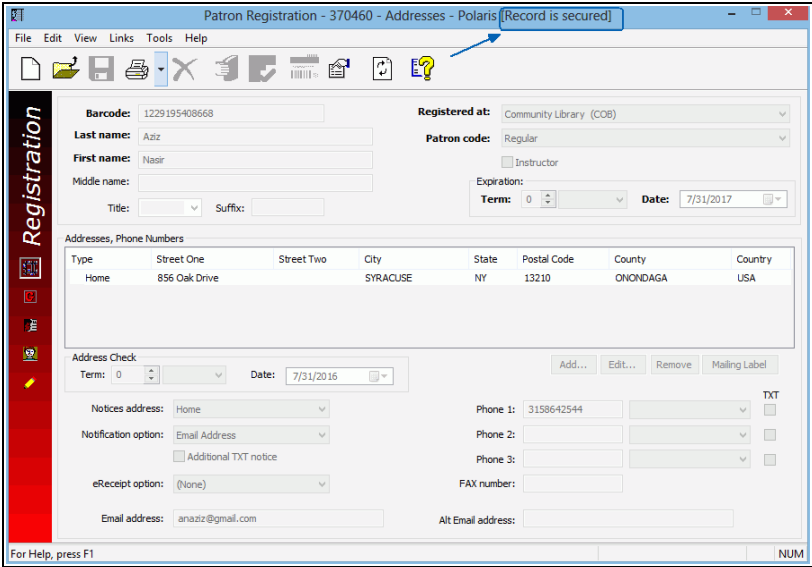 Patron Registration - 370460 - Addresses - Polaris [Record is secured]
File Edit View Links Tools Help
Registration
Barcode: 1229195408668 Registered at: Community Library (COB)
Last name: Aziz Patron code: Regular
First name: Nasir Instructor
Middle name: Expiration:
Title: Suffix: Term: 0 Date: 7/31/2017
Addresses, Phone Numbers
Type Street One Street Two City State Postal Code County Country
Home 856 Oak Drive SYRACUSE NY 13210 ONONDAGA USA
Address Check
Term: 0 Date: 7/31/2016 Add... Edit... Remove Mailing Label
TXT
Notices address: Home Phone 1: 3158642544
Notification option: Email Address Phone 2:
Additional TXT notice Phone 3:
eReceipt option: (None) FAX number:
Email address: anaziz@gmail.com Alt Email address:
For Help, press F1 NUM